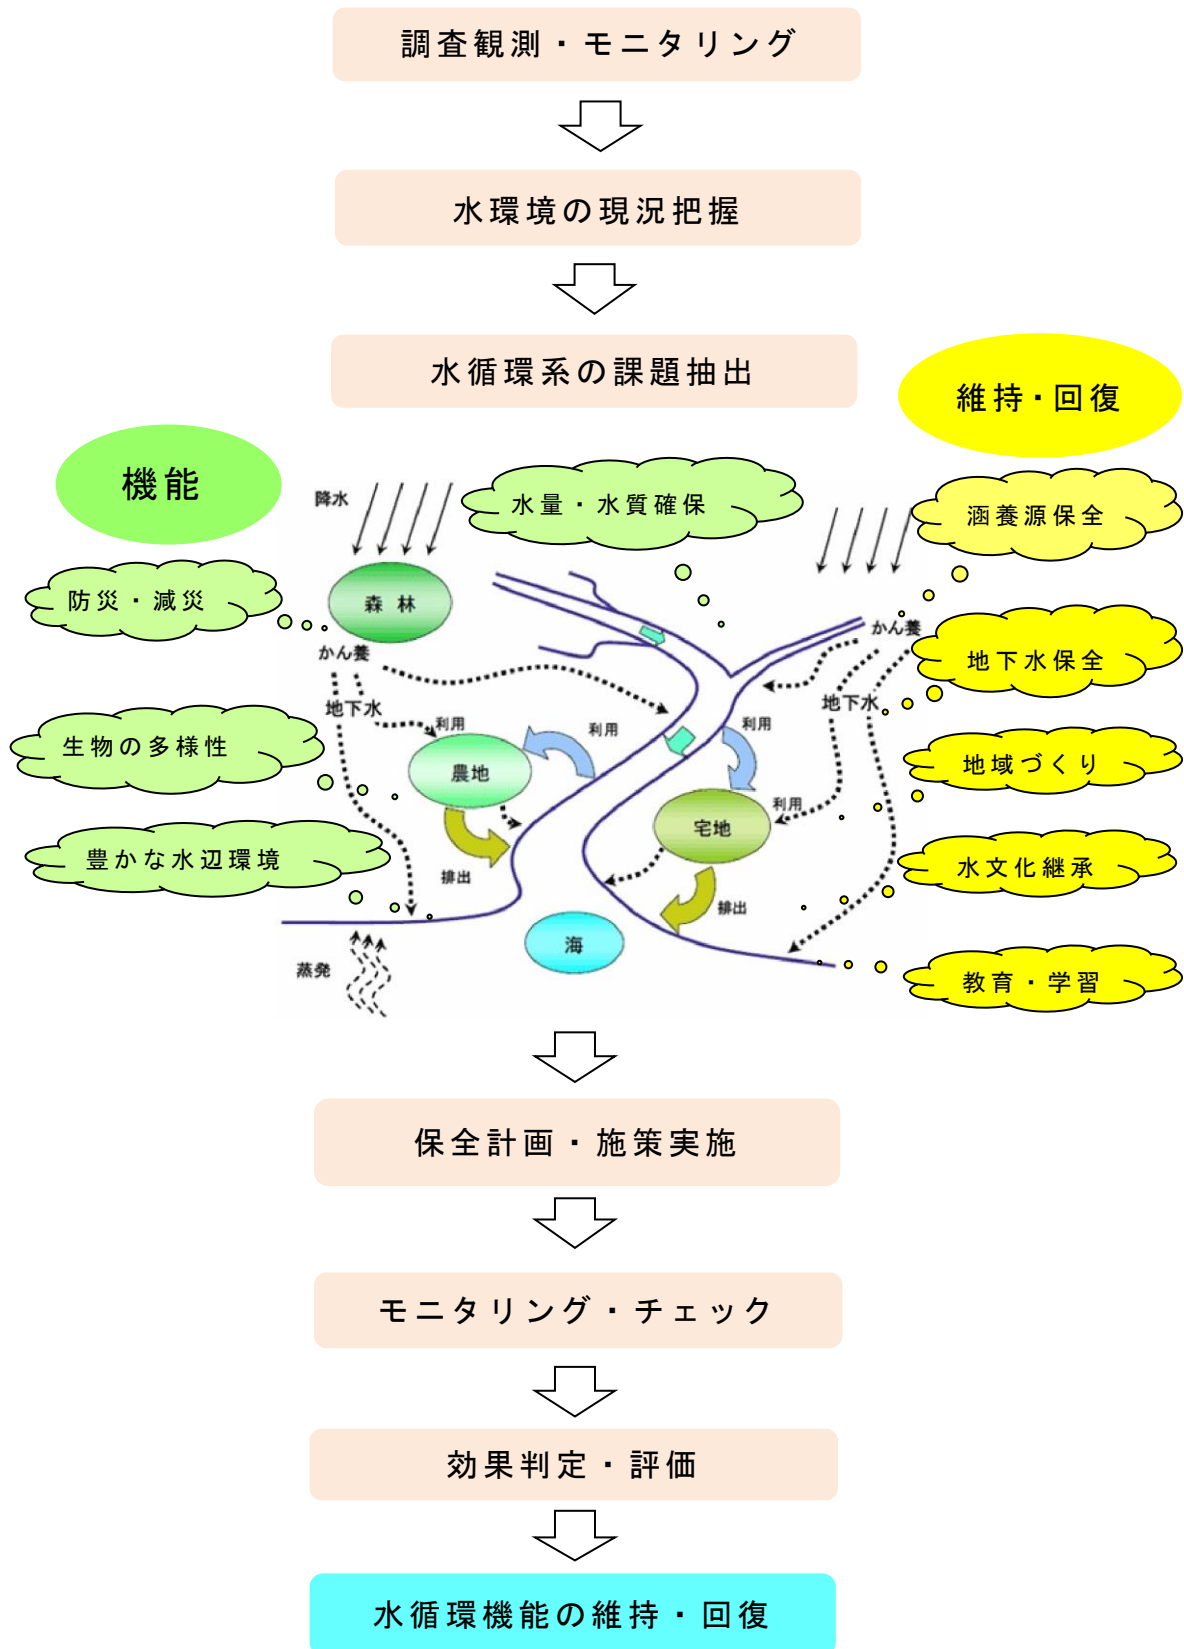 調査観測・モニタリング
水環境の現況把握
水循環系の課題抽出
維持・回復
機能
降水
水量・水質確保
涵養源保全
防災・減災
森林
かん養
かん養
地下水保全
地下水
地下水
生物の多様性
利用
利用
利用
地域づくり
農地
利用
宅地
豊かな水辺環境
水文化継承
排出
排出
海
蒸発
教育・学習
保全計画・施策実施
モニタリング・チェック
効果判定・評価
水循環機能の維持・回復